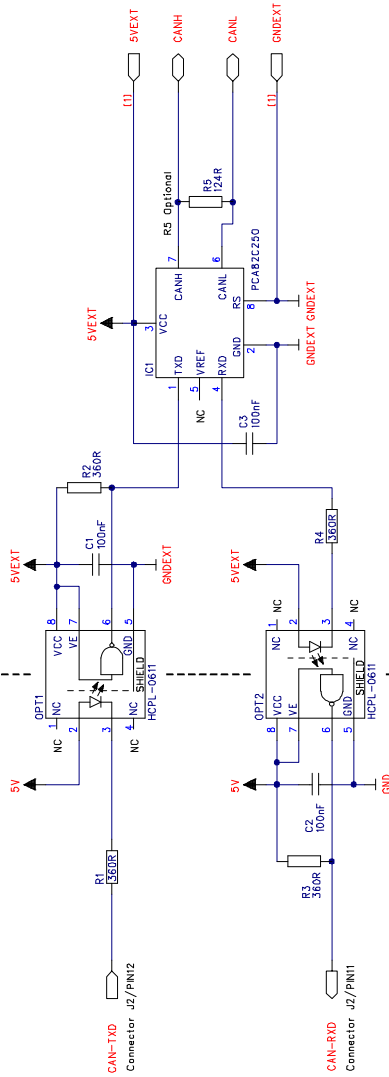 CAN-TXD
Connector J2/PIN12
R1
360R
5V
OPT1
NC
1
NC
2
3
4
NC
NC
HCPL-0611
SHIELD
8
VCC
7
VE
6
5
GND
5VEXT
C1
100nF
GNDEXT
R2
360R
CAN-RXD
Connector J2/PIN11
R3
360R
C2
100nF
5V
GND
OPT2
8
VCC
7
VE
6
5
GND
HCPL-0611
SHIELD
NC
1
NC
2
3
4
NC
NC
5VEXT
R4
360R
C3
100nF
5VEXT
IC1
3
VCC
1
TXD
5
VREF
NC
4
RXD
7
CANH
6
CANL
8
RS
2
GND
PCA82C250
GNDEXT
GNDEXT
R5 Optional
R5
124R
5VEXT
[1]
CANH
CANL
GNDEXT
[1]